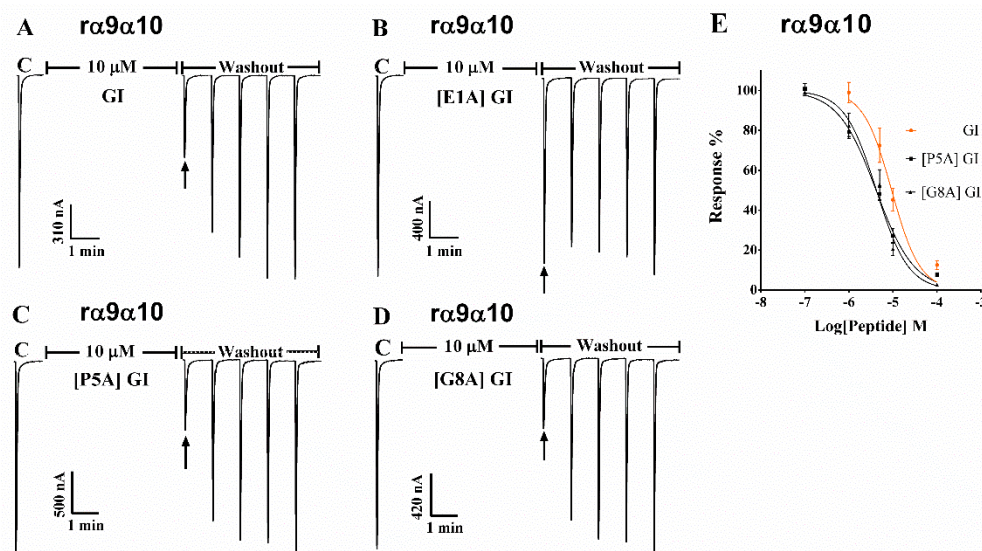 A rα9α10
C 10 μM Washout
GI
310 nA
1 min
B rα9α10
C 10 μM Washout
[E1A] GI
400 nA
1 min
C rα9α10
C 10 μM Washout
[P5A] GI
500 nA
1 min
D rα9α10
C 10 μM Washout
[G8A] GI
420 nA
1 min
E rα9α10
Response %
100
80
60
40
20
0
GI
[P5A] GI
[G8A] GI
-8 -7 -6 -5 -4 -3
Log[Peptide] M